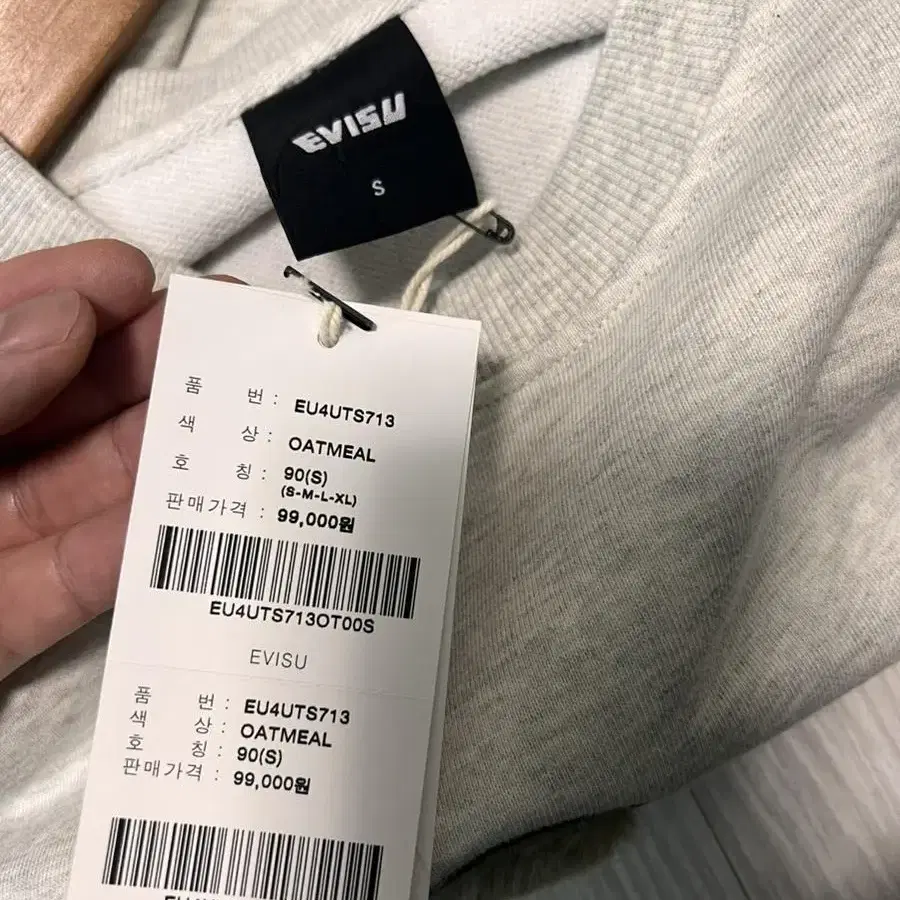 EVISU
S
품 번 : EU4UTS713
색 상 : OATMEAL
호 칭 : 90(S)
(S-M-L-XL)
판매가격 : 99,000원
EU4UTS713OT00S
EVISU
품 번 : EU4UTS713
색 상 : OATMEAL
호 칭 : 90(S)
판매가격 : 99,000원